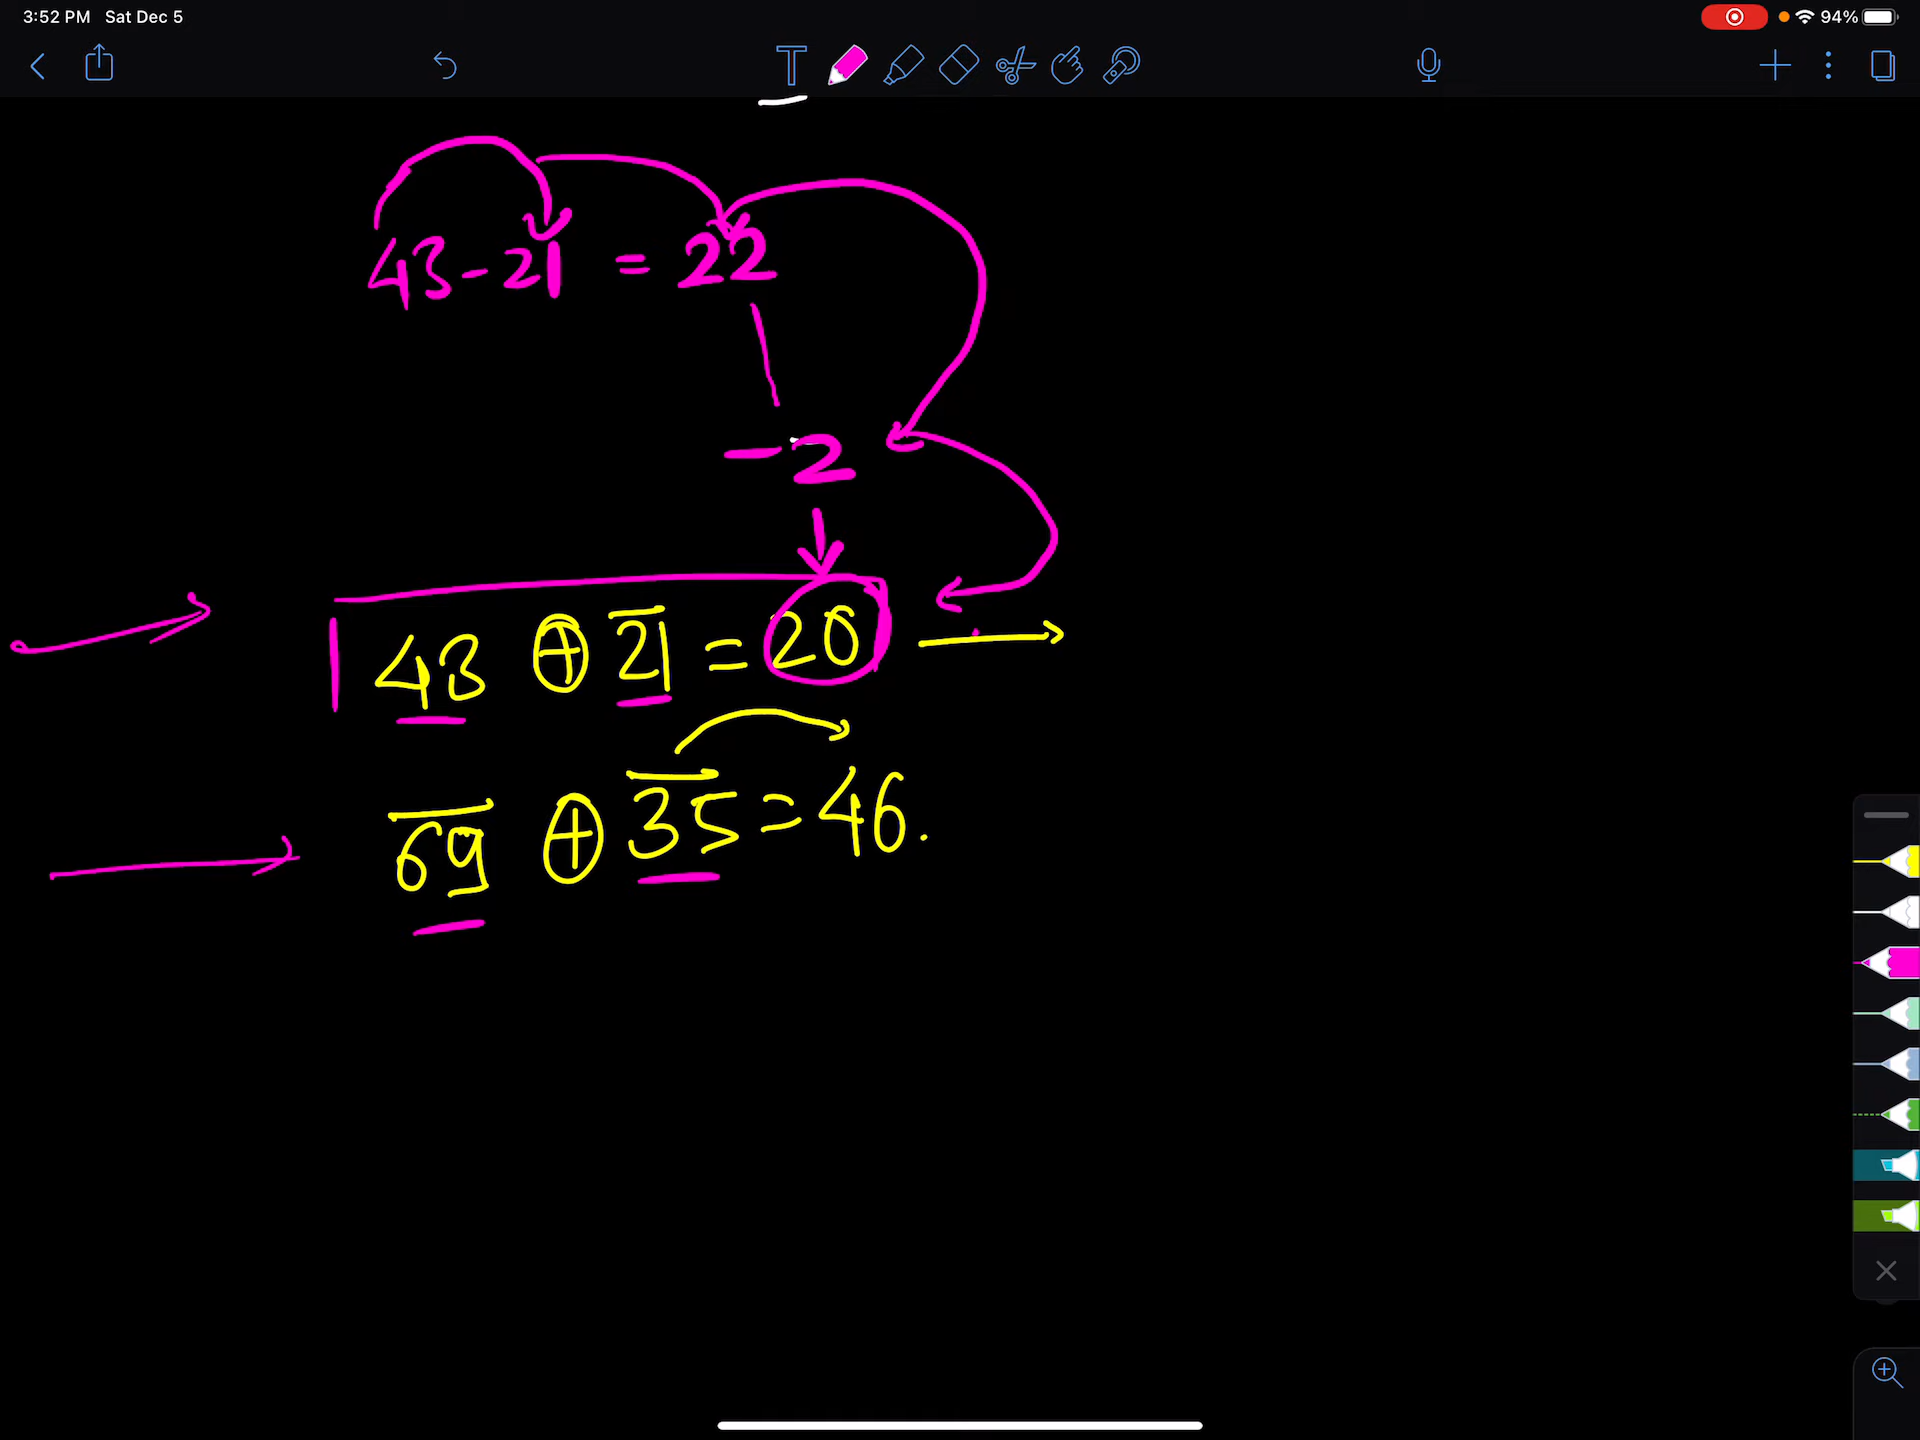 3:52 PM Sat Dec 5
94%
T
43-21 = 22
-2
43 ⊕ 21 = 20
69 ⊕ 35 = 46.